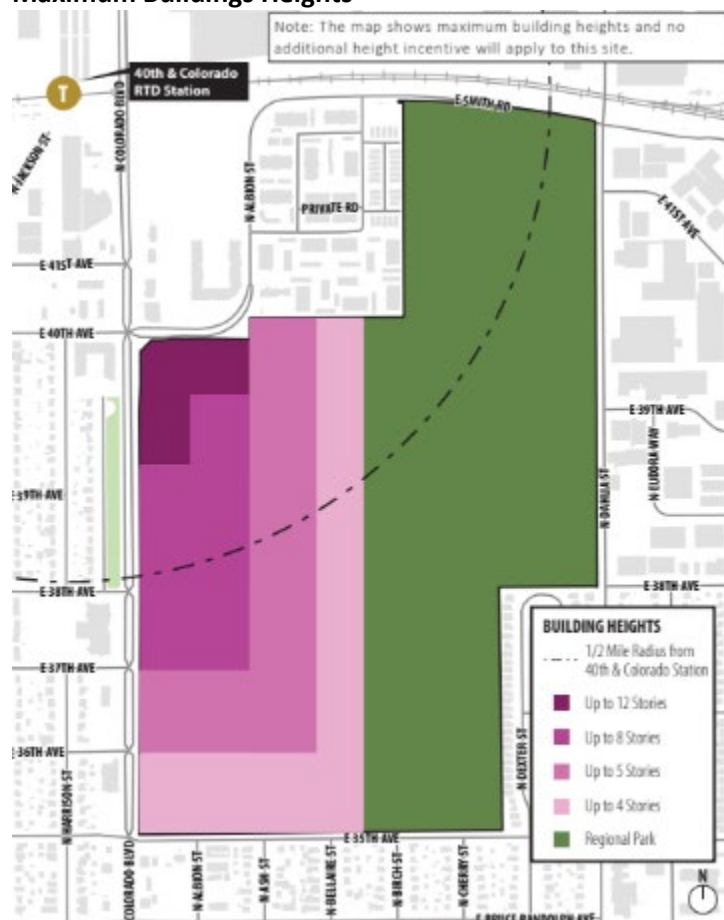 Maximum Buildings Heights
Note: The map shows maximum building heights and no
additional height incentive will apply to this site.
T
40th & Colorado
RTD Station
N COLORADO BLVD
N JACKSON ST
E SMITH RD
N ALBION ST
PRIVATE RD
E 41ST AVE
E 41ST AVE
E 40TH AVE
E 39TH AVE
N EUDORA WAY
E 39TH AVE
N DAHLIA ST
E 38TH AVE
E 38TH AVE
BUILDING HEIGHTS
1/2 Mile Radius from
40th & Colorado Station
Up to 12 Stories
Up to 8 Stories
Up to 5 Stories
Up to 4 Stories
Regional Park
E 37TH AVE
E 36TH AVE
N HARRISON ST
N DEXTER ST
E 35TH AVE
COLORADO BLVD
N ALBION ST
N ASH ST
N BELLAIRE ST
N BIRCH ST
N CHERRY ST
E BRUCE RANDOLPH AVE
N